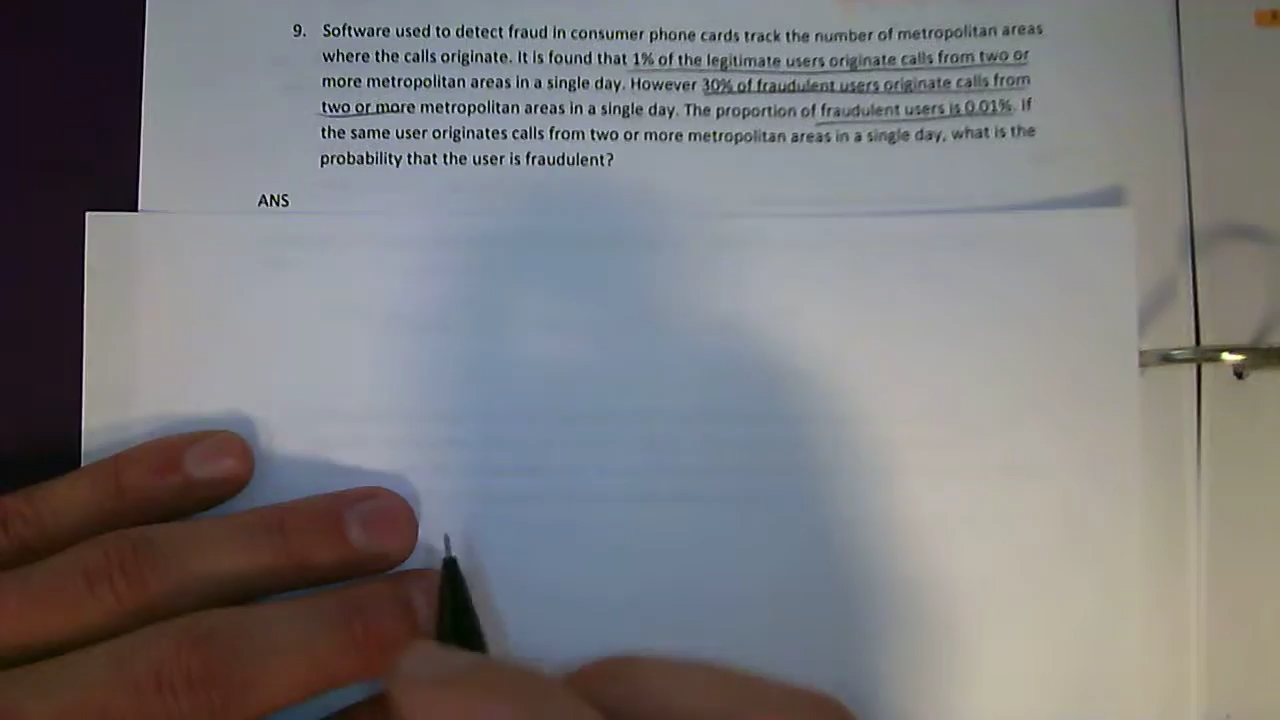 9. Software used to detect fraud in consumer phone cards track the number of metropolitan areas
where the calls originate. It is found that 1% of the legitimate users originate calls from two or
more metropolitan areas in a single day. However 30% of fraudulent users originate calls from
two or more metropolitan areas in a single day. The proportion of fraudulent users is 0.01%. If
the same user originates calls from two or more metropolitan areas in a single day, what is the
probability that the user is fraudulent?
ANS